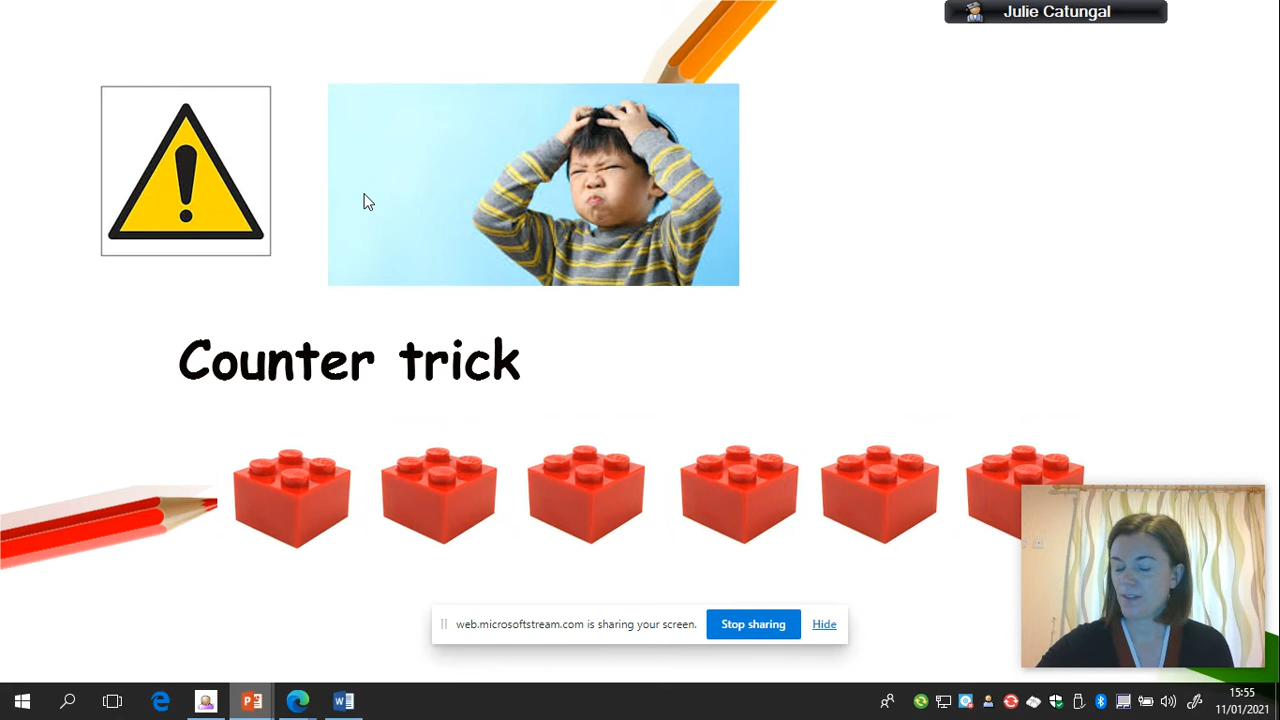 Julie Catungal
Counter trick
web.microsoftstream.com is sharing your screen.
Stop sharing
Hide
15:55
11/01/2021